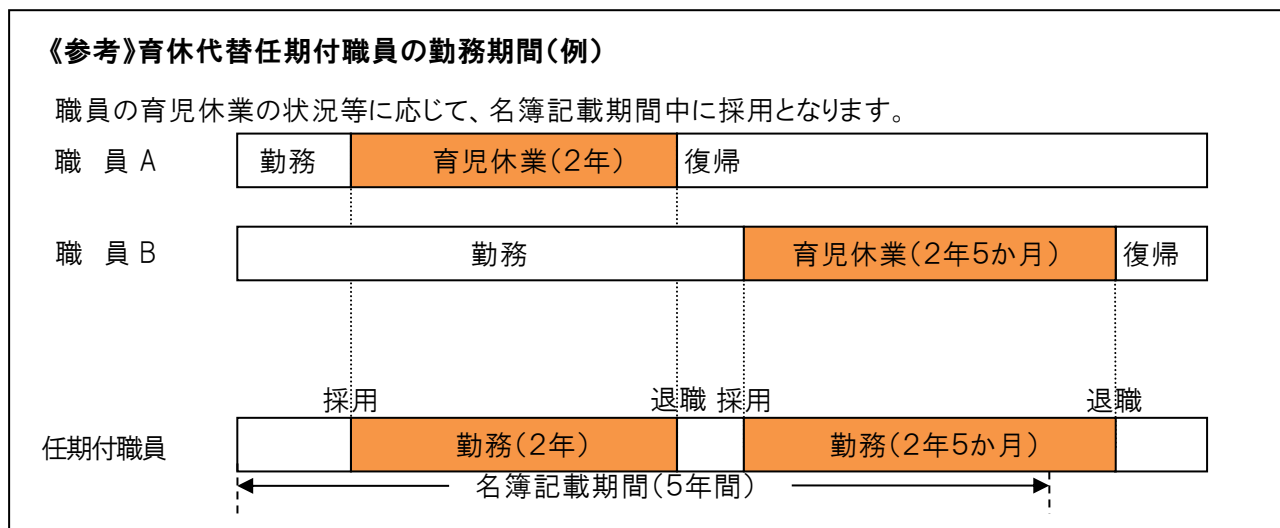 《参考》育休代替任期付職員の勤務期間(例)
職員の育児休業の状況等に応じて、名簿記載期間中に採用となります。
職 員 A 勤務 育児休業(2年) 復帰
職 員 B 勤務 育児休業(2年5か月) 復帰
採用 退職 採用 退職
任期付職員 勤務(2年) 勤務(2年5か月)
名簿記載期間(5年間)